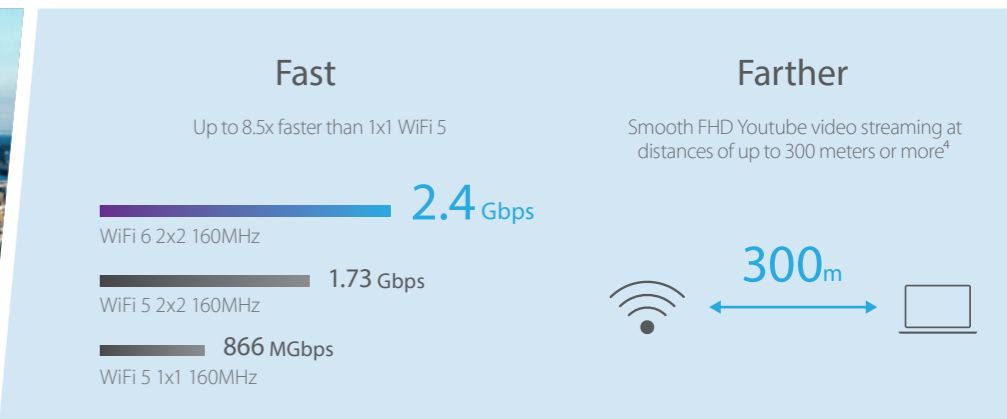 Fast
Up to 8.5x faster than 1x1 WiFi 5
2.4 Gbps
WiFi 6 2x2 160MHz
1.73 Gbps
WiFi 5 2x2 160MHz
866 MGbps
WiFi 5 1x1 160MHz
Farther
Smooth FHD Youtube video streaming at
distances of up to 300 meters or more⁴
300m